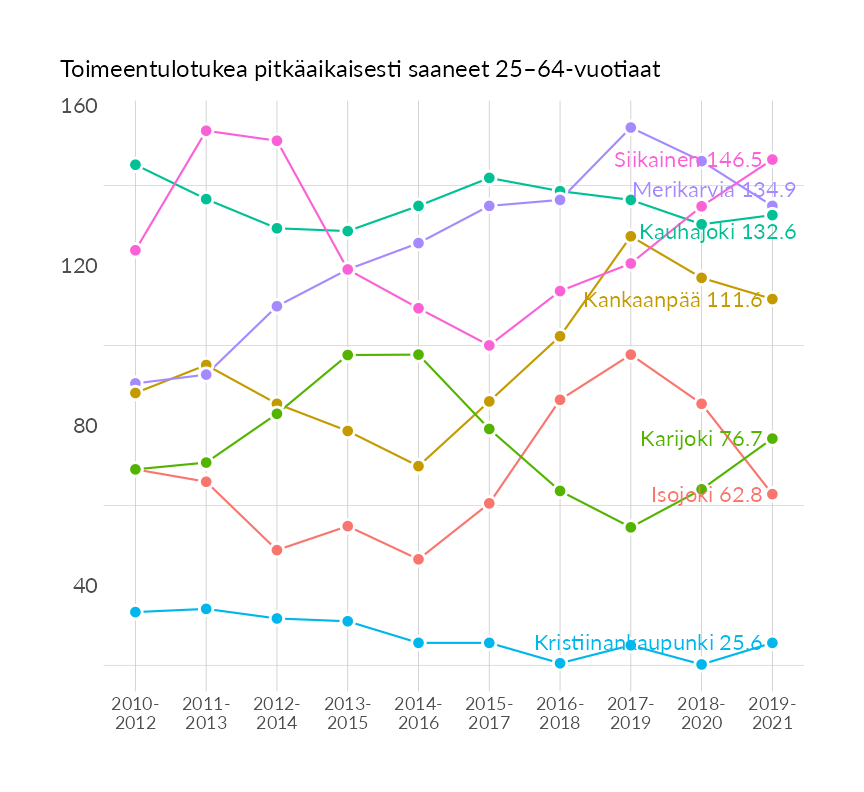 Toimeentulotukea pitkäaikaisesti saaneet 25–64-vuotiaat
160
Siikainen 146.5
Merikarvia 134.9
Kauhajoki 132.6
120
Kankaanpää 111.6
80
Karijoki 76.7
Isojoki 62.8
40
Kristiinankaupunki 25.6
2010- 2011- 2012- 2013- 2014- 2015- 2016- 2017- 2018- 2019-
2012 2013 2014 2015 2016 2017 2018 2019 2020 2021